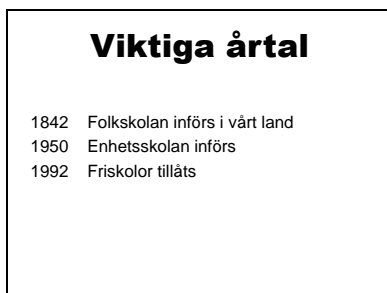 Viktiga årtal
1842 Folkskolan införs i vårt land
1950 Enhetsskolan införs
1992 Friskolor tillåts